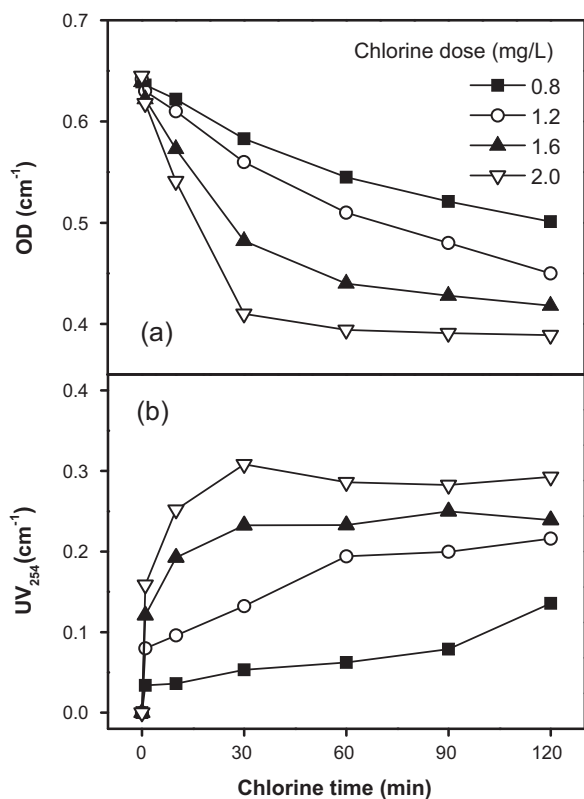 0.7
0.6
0.5
0.4
OD (cm⁻¹)
Chlorine dose (mg/L)
0.8
1.2
1.6
2.0
(a)
0.4
0.3
0.2
0.1
0.0
UV₂₅₄(cm⁻¹)
(b)
0 30 60 90 120
Chlorine time (min)